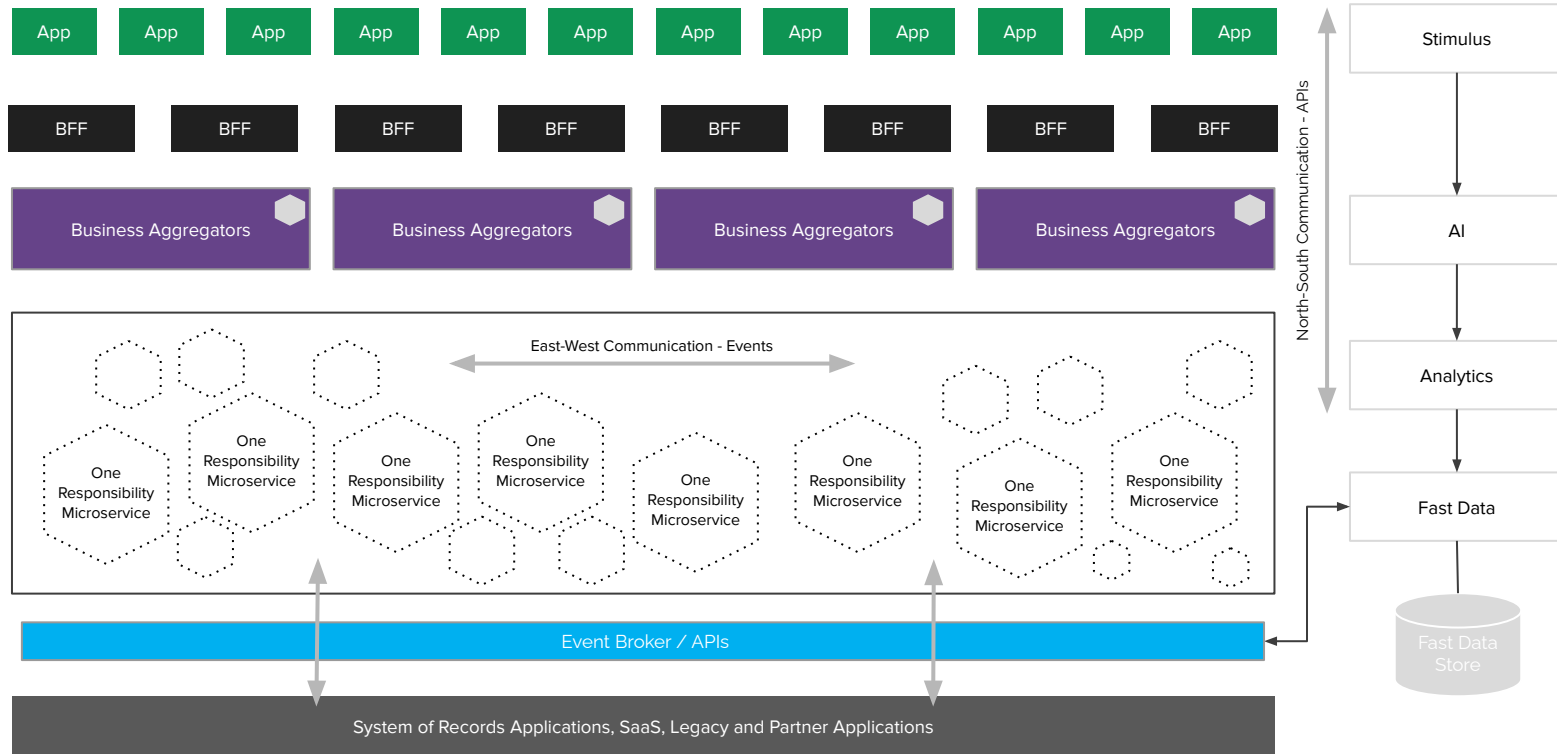 App
App
App
App
App
App
App
App
App
App
App
App
BFF
BFF
BFF
BFF
BFF
BFF
BFF
BFF
Business Aggregators
Business Aggregators
Business Aggregators
Business Aggregators
East-West Communication - Events
One
Responsibility
Microservice
One
Responsibility
Microservice
One
Responsibility
Microservice
One
Responsibility
Microservice
One
Responsibility
Microservice
One
Responsibility
Microservice
One
Responsibility
Microservice
One
Responsibility
Microservice
Event Broker / APIs
System of Records Applications, SaaS, Legacy and Partner Applications
North-South Communication - APIs
Stimulus
AI
Analytics
Fast Data
Fast Data
Store